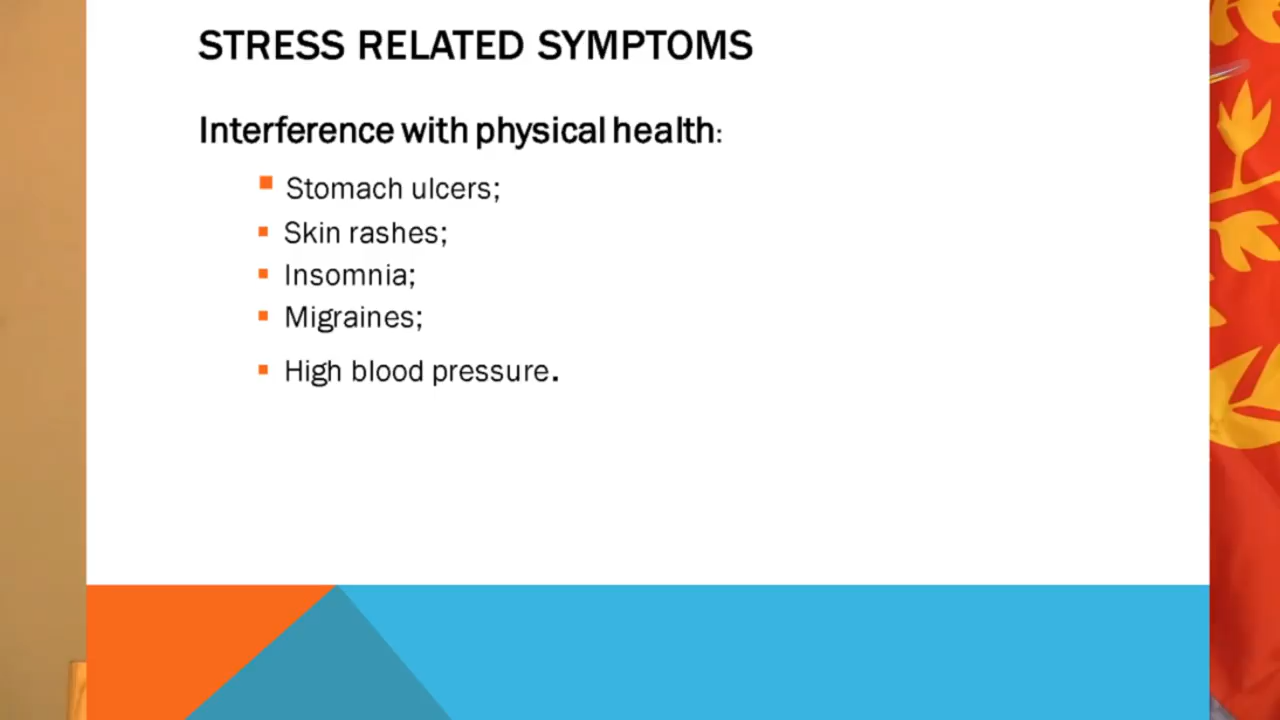 STRESS RELATED SYMPTOMS
Interference with physical health:
Stomach ulcers;
Skin rashes;
Insomnia;
Migraines;
High blood pressure.